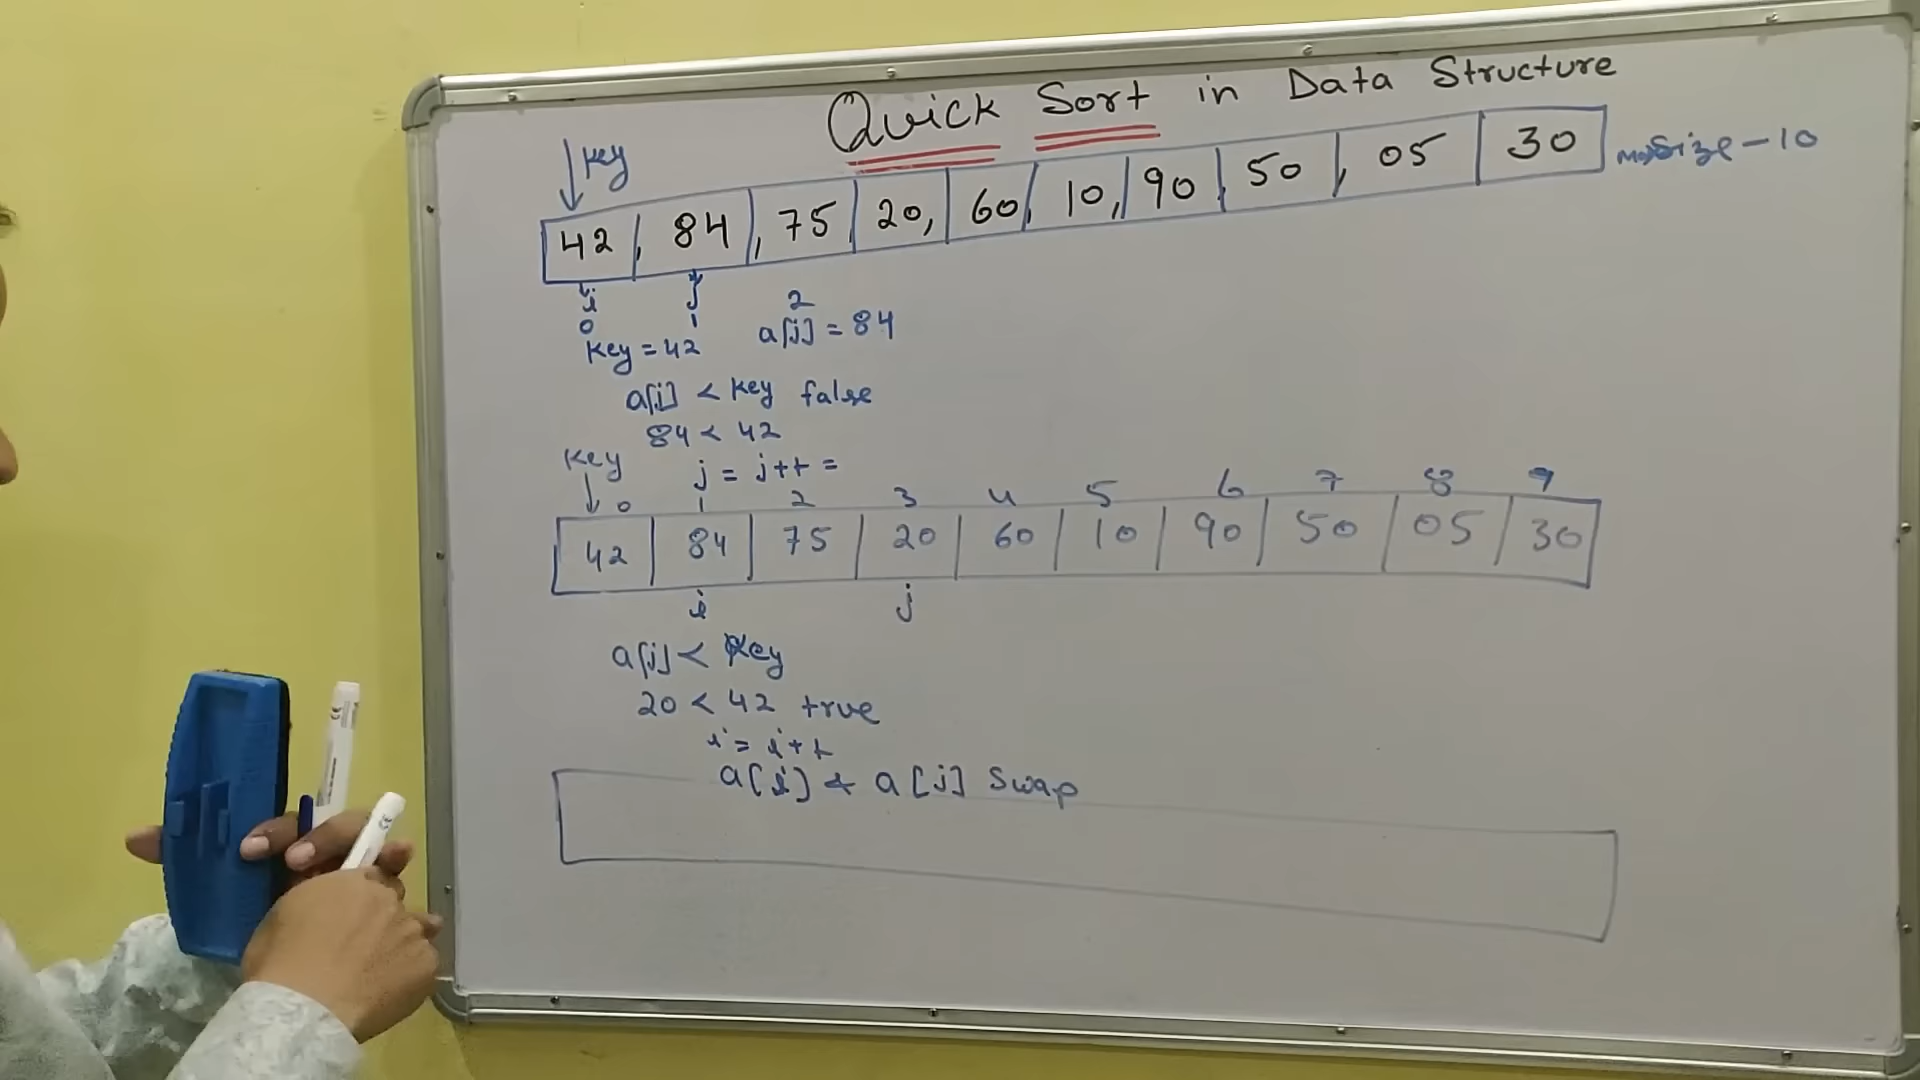 Quick Sort in Data Structure
key
42, 84, 75, 20, 60, 10, 90, 50, 05 30
size - 10
i j
0 1 2
key = 42 a[j] = 84
a[j] < key false
84 < 42
key j = j++ =
0 1 2 3 4 5 6 7 8 9
42 84 75 20 60 10 90 50 05 30
i j
a[j] < key
20 < 42 true
i = i++
a[i] & a[j] swap